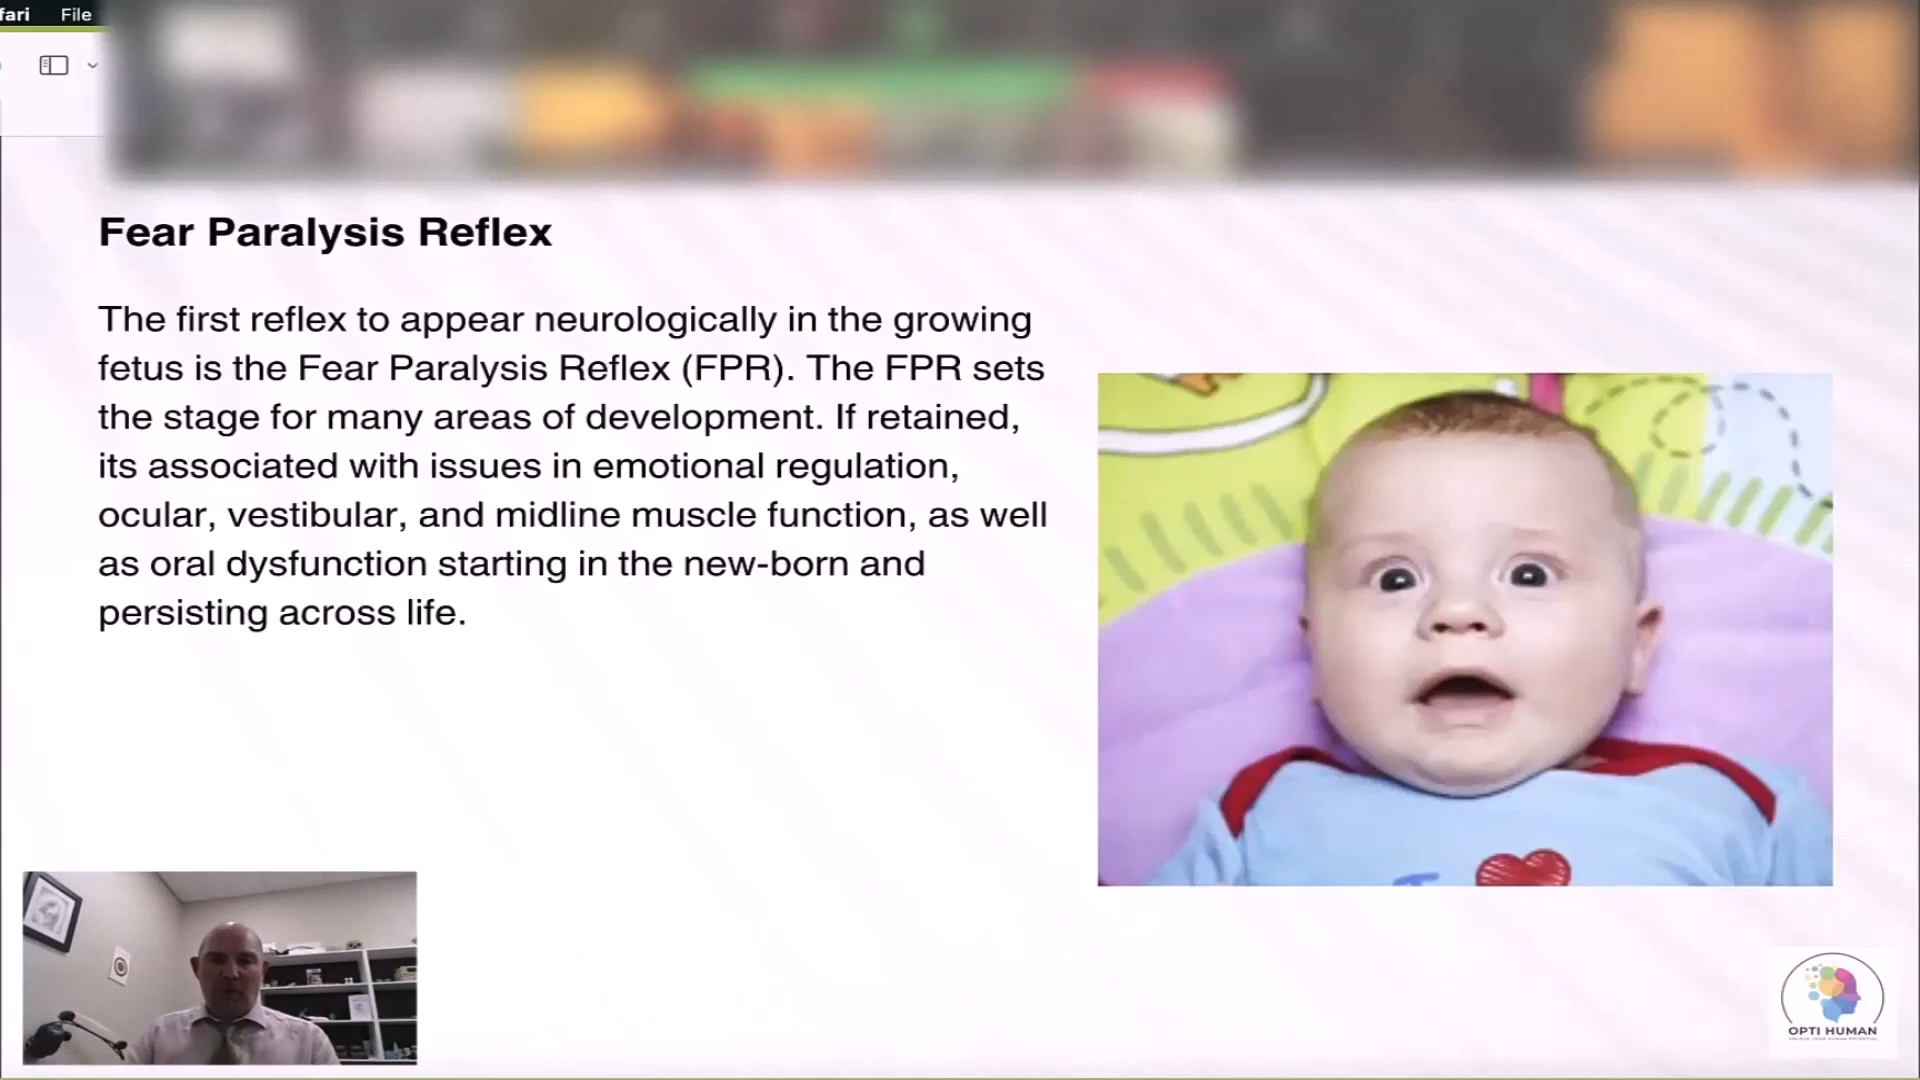 fari File
Fear Paralysis Reflex
The first reflex to appear neurologically in the growing
fetus is the Fear Paralysis Reflex (FPR). The FPR sets
the stage for many areas of development. If retained,
its associated with issues in emotional regulation,
ocular, vestibular, and midline muscle function, as well
as oral dysfunction starting in the new-born and
persisting across life.
I
OPTI HUMAN